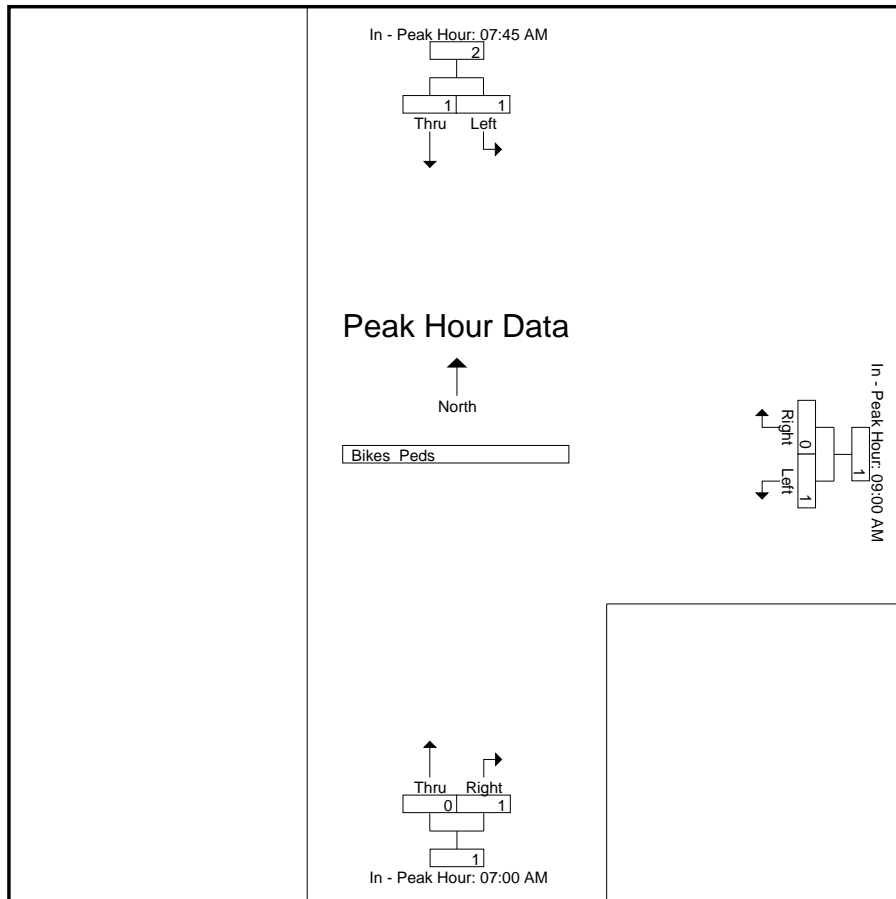 In - Peak Hour: 07:45 AM
2
1 1
Thru Left
Peak Hour Data
North
Bikes Peds
In - Peak Hour: 09:00 AM
1
0 1
Right Left
Thru Right
0 1
1
In - Peak Hour: 07:00 AM